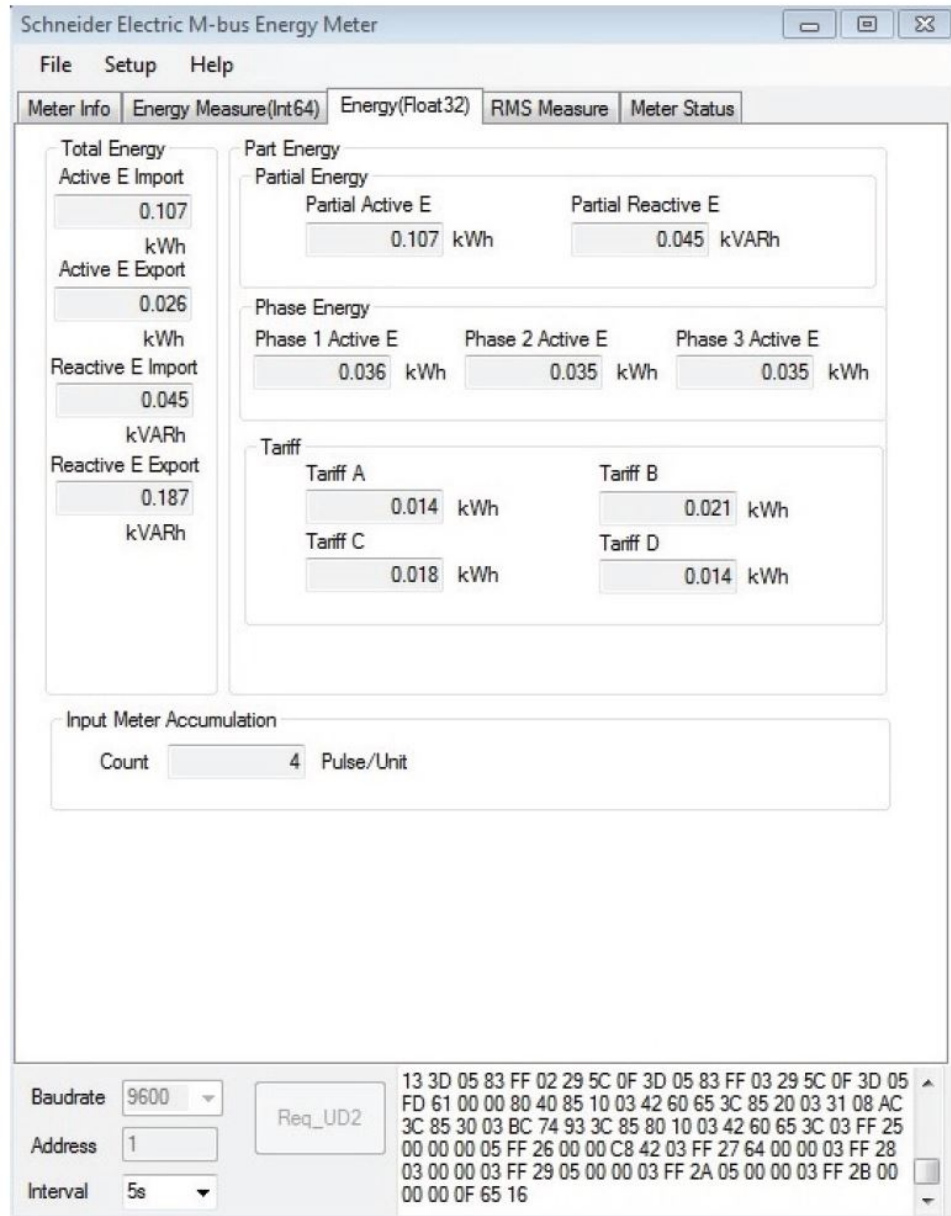 Schneider Electric M-bus Energy Meter
File Setup Help
Meter Info Energy Measure(Int64) Energy(Float32) RMS Measure Meter Status
Total Energy
Active E Import
0.107
kWh
Active E Export
0.026
kWh
Reactive E Import
0.045
kVARh
Reactive E Export
0.187
kVARh
Part Energy
Partial Energy
Partial Active E Partial Reactive E
0.107 kWh 0.045 kVARh
Phase Energy
Phase 1 Active E Phase 2 Active E Phase 3 Active E
0.036 kWh 0.035 kWh 0.035 kWh
Tariff
Tariff A Tariff B
0.014 kWh 0.021 kWh
Tariff C Tariff D
0.018 kWh 0.014 kWh
Input Meter Accumulation
Count 4 Pulse/Unit
Baudrate 9600
Address 1
Interval 5s
Req_UD2
13 3D 05 83 FF 02 29 5C 0F 3D 05 83 FF 03 29 5C 0F 3D 05
FD 61 00 00 80 40 85 10 03 42 60 65 3C 85 20 03 31 08 AC
3C 85 30 03 BC 74 93 3C 85 80 10 03 42 60 65 3C 03 FF 25
00 00 00 05 FF 26 00 00 C8 42 03 FF 27 64 00 00 03 FF 28
03 00 00 03 FF 29 05 00 00 03 FF 2A 05 00 00 03 FF 2B 00
00 00 0F 65 16